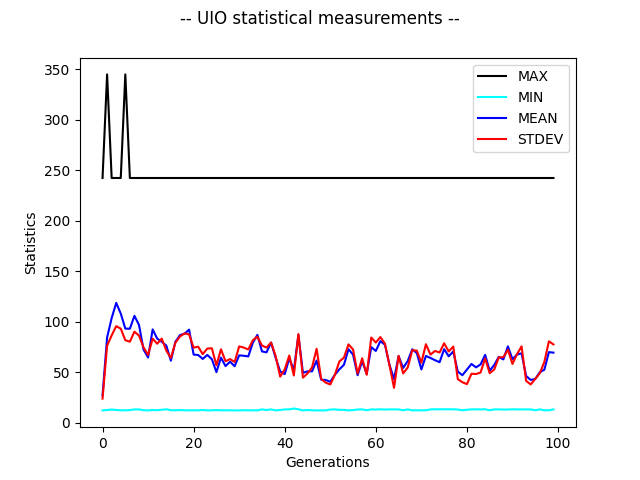 -- UIO statistical measurements --
MAX
MIN
MEAN
STDEV
Statistics
350
300
250
200
150
100
50
0
0 20 40 60 80 100
Generations